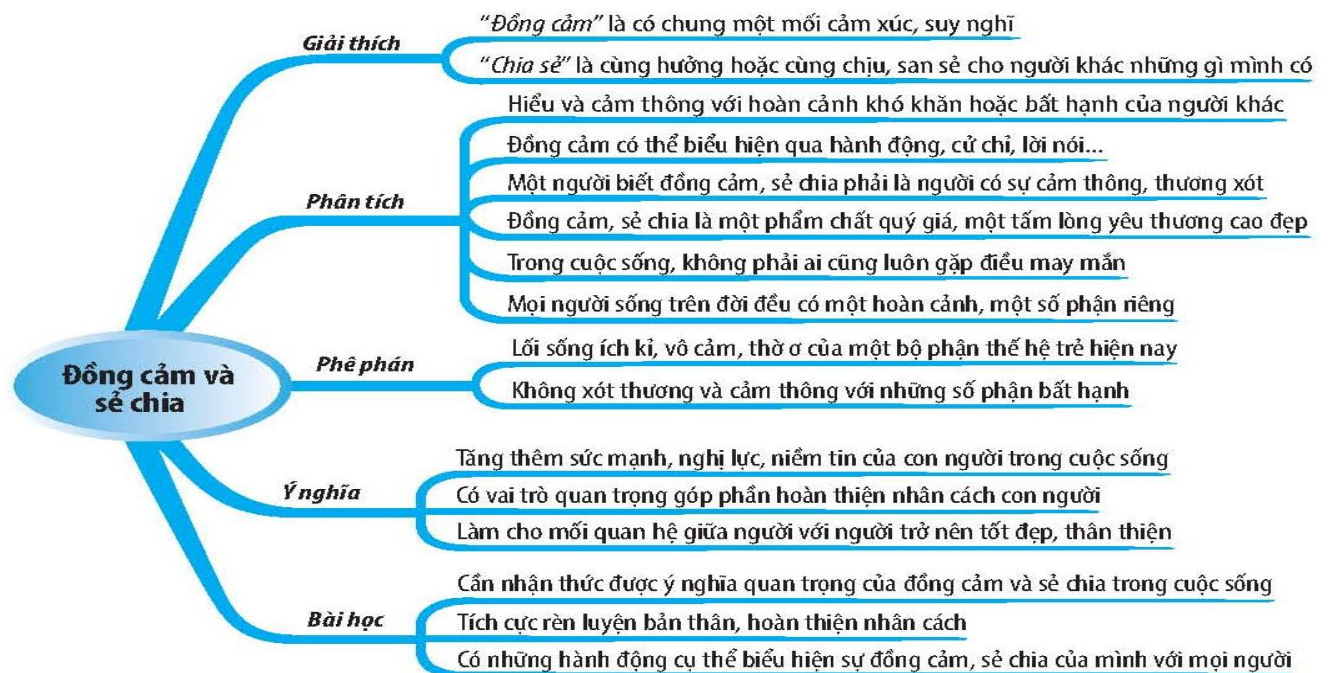 Đồng cảm và
sẻ chia
Giải thích
"Đồng cảm" là có chung một mối cảm xúc, suy nghĩ
"Chia sẻ" là cùng hưởng hoặc cùng chịu, san sẻ cho người khác những gì mình có
Phân tích
Hiểu và cảm thông với hoàn cảnh khó khăn hoặc bất hạnh của người khác
Đồng cảm có thể biểu hiện qua hành động, cử chỉ, lời nói...
Một người biết đồng cảm, sẻ chia phải là người có sự cảm thông, thương xót
Đồng cảm, sẻ chia là một phẩm chất quý giá, một tấm lòng yêu thương cao đẹp
Trong cuộc sống, không phải ai cũng luôn gặp điều may mắn
Mọi người sống trên đời đều có một hoàn cảnh, một số phận riêng
Phê phán
Lối sống ích kỉ, vô cảm, thờ ơ của một bộ phận thế hệ trẻ hiện nay
Không xót thương và cảm thông với những số phận bất hạnh
Ý nghĩa
Tăng thêm sức mạnh, nghị lực, niềm tin của con người trong cuộc sống
Có vai trò quan trọng góp phần hoàn thiện nhân cách con người
Làm cho mối quan hệ giữa người với người trở nên tốt đẹp, thân thiện
Bài học
Cần nhận thức được ý nghĩa quan trọng của đồng cảm và sẻ chia trong cuộc sống
Tích cực rèn luyện bản thân, hoàn thiện nhân cách
Có những hành động cụ thể biểu hiện sự đồng cảm, sẻ chia của mình với mọi người